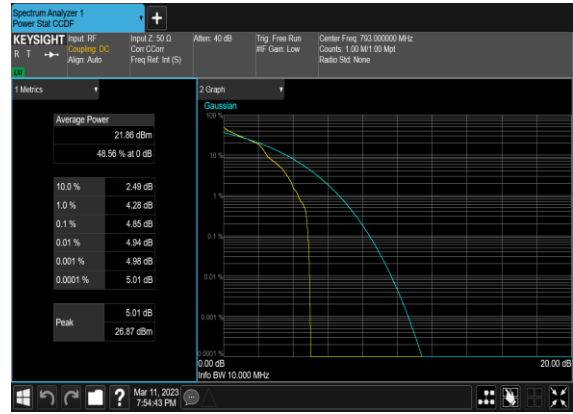 Spectrum Analyzer 1
Power Stat CCDF
KEYSIGHT
R T
LXI
Input: RF
Coupling: DC
Align: Auto
Input Z: 50 Ω
Corr CCorr
Freq Ref: Int (S)
Atten: 40 dB
Trig: Free Run
#IF Gain: Low
Center Freq: 793.000000 MHz
Counts: 1.00 M/1.00 Mpt
Radio Std: None
1 Metrics
Average Power
21.86 dBm
48.56 % at 0 dB
10.0 % 2.49 dB
1.0 % 4.28 dB
0.1 % 4.85 dB
0.01 % 4.94 dB
0.001 % 4.98 dB
0.0001 % 5.01 dB
Peak
5.01 dB
26.87 dBm
2 Graph
Gaussian
100 %
10 %
1 %
0.1 %
0.01 %
0.001 %
0.0001 %
0.00 dB
20.00 dB
Info BW 10.000 MHz
?
Mar 11, 2023
7:54:43 PM